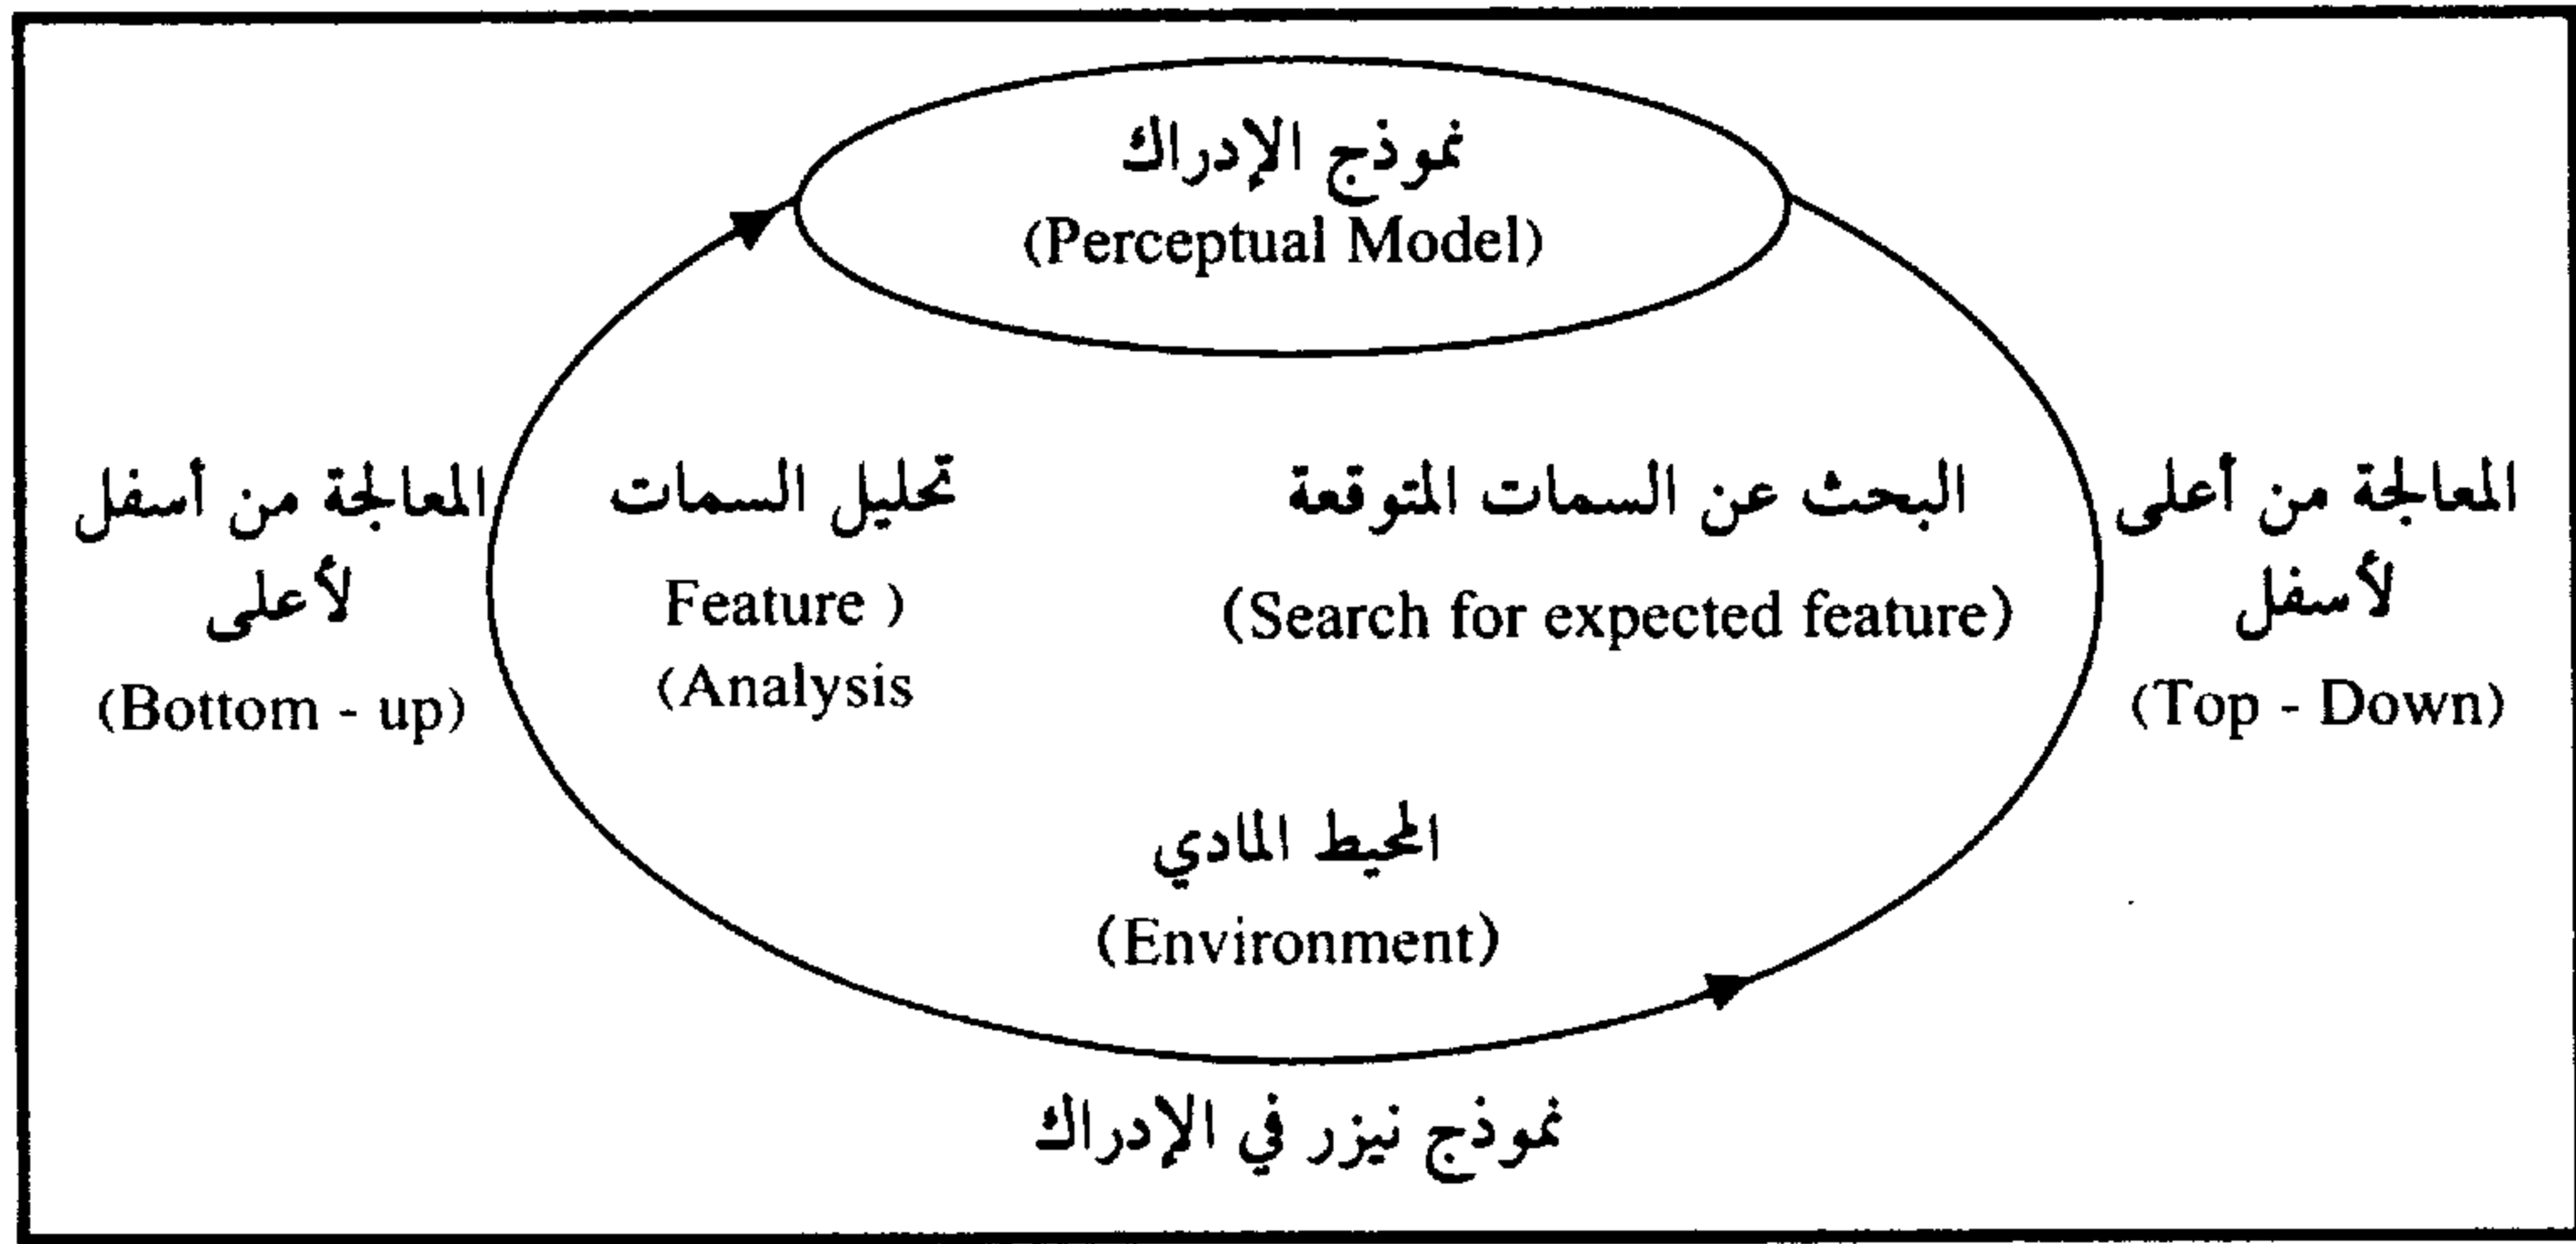 نموذج الإدراك
(Perceptual Model)
المعالجة من أعلى
لأسفل
(Top - Down)
البحث عن السمات المتوقعة
(Search for expected feature)
تحليل السمات
Feature )
(Analysis
المعالجة من أسفل
لأعلى
(Bottom - up)
المحيط المادي
(Environment)
نموذج نيزر في الإدراك